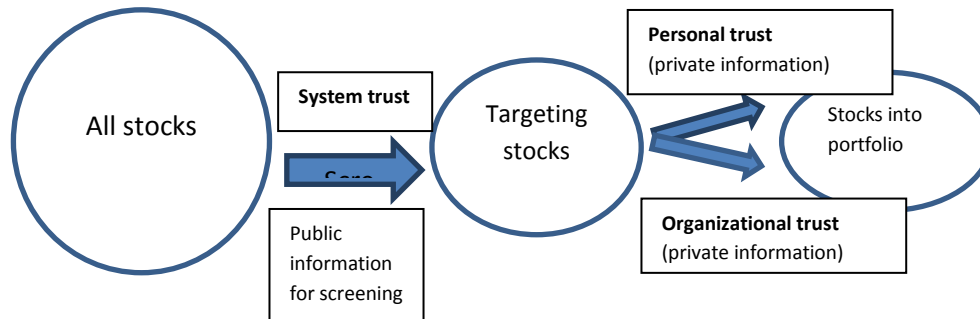 All stocks
System trust
Public
information
for screening
Targeting
stocks
Personal trust
(private information)
Stocks into
portfolio
Organizational trust
(private information)